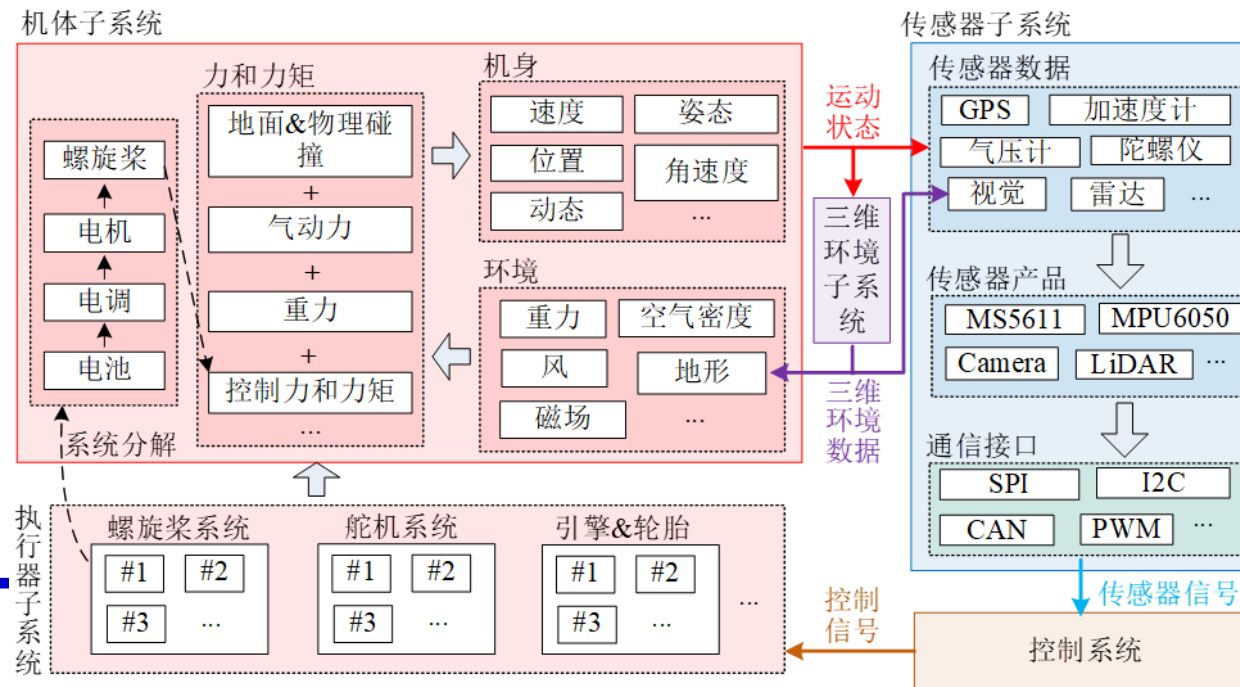 机体子系统
力和力矩
地面&物理碰
撞
+
气动力
+
重力
+
控制力和力矩
...
螺旋桨
电机
电调
电池
系统分解
机身
速度
姿态
位置
角速度
动态
...
环境
重力
空气密度
风
地形
磁场
...
运动
状态
三维
环境
子系
统
三维
环境
数据
传感器子系统
传感器数据
GPS
加速度计
气压计
陀螺仪
视觉
雷达
...
传感器产品
MS5611
MPU6050
Camera
LiDAR
...
通信接口
SPI
I2C
CAN
PWM
...
传感器信号
控制系统
控制
信号
执行器子系统
螺旋桨系统
#1
#2
#3
...
舵机系统
#1
#2
#3
...
引擎&轮胎
#1
#2
#3
...
...